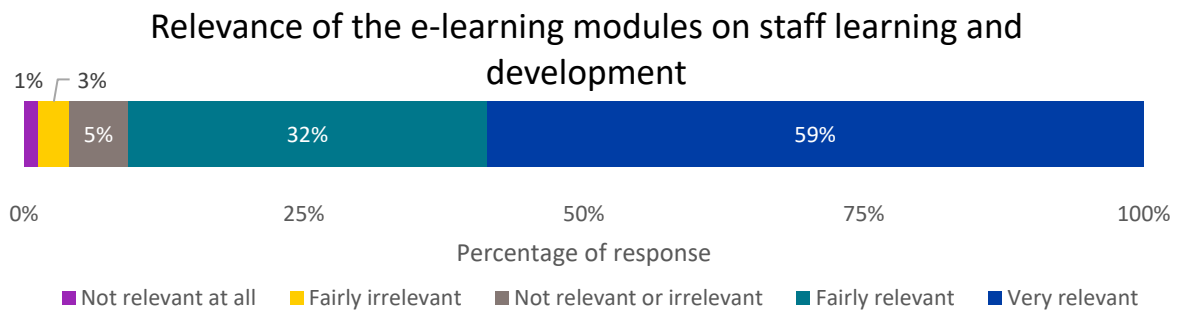 Relevance of the e-learning modules on staff learning and
development
1% 3%
5% 32% 59%
0% 25% 50% 75% 100%
Percentage of response
Not relevant at all Fairly irrelevant Not relevant or irrelevant Fairly relevant Very relevant